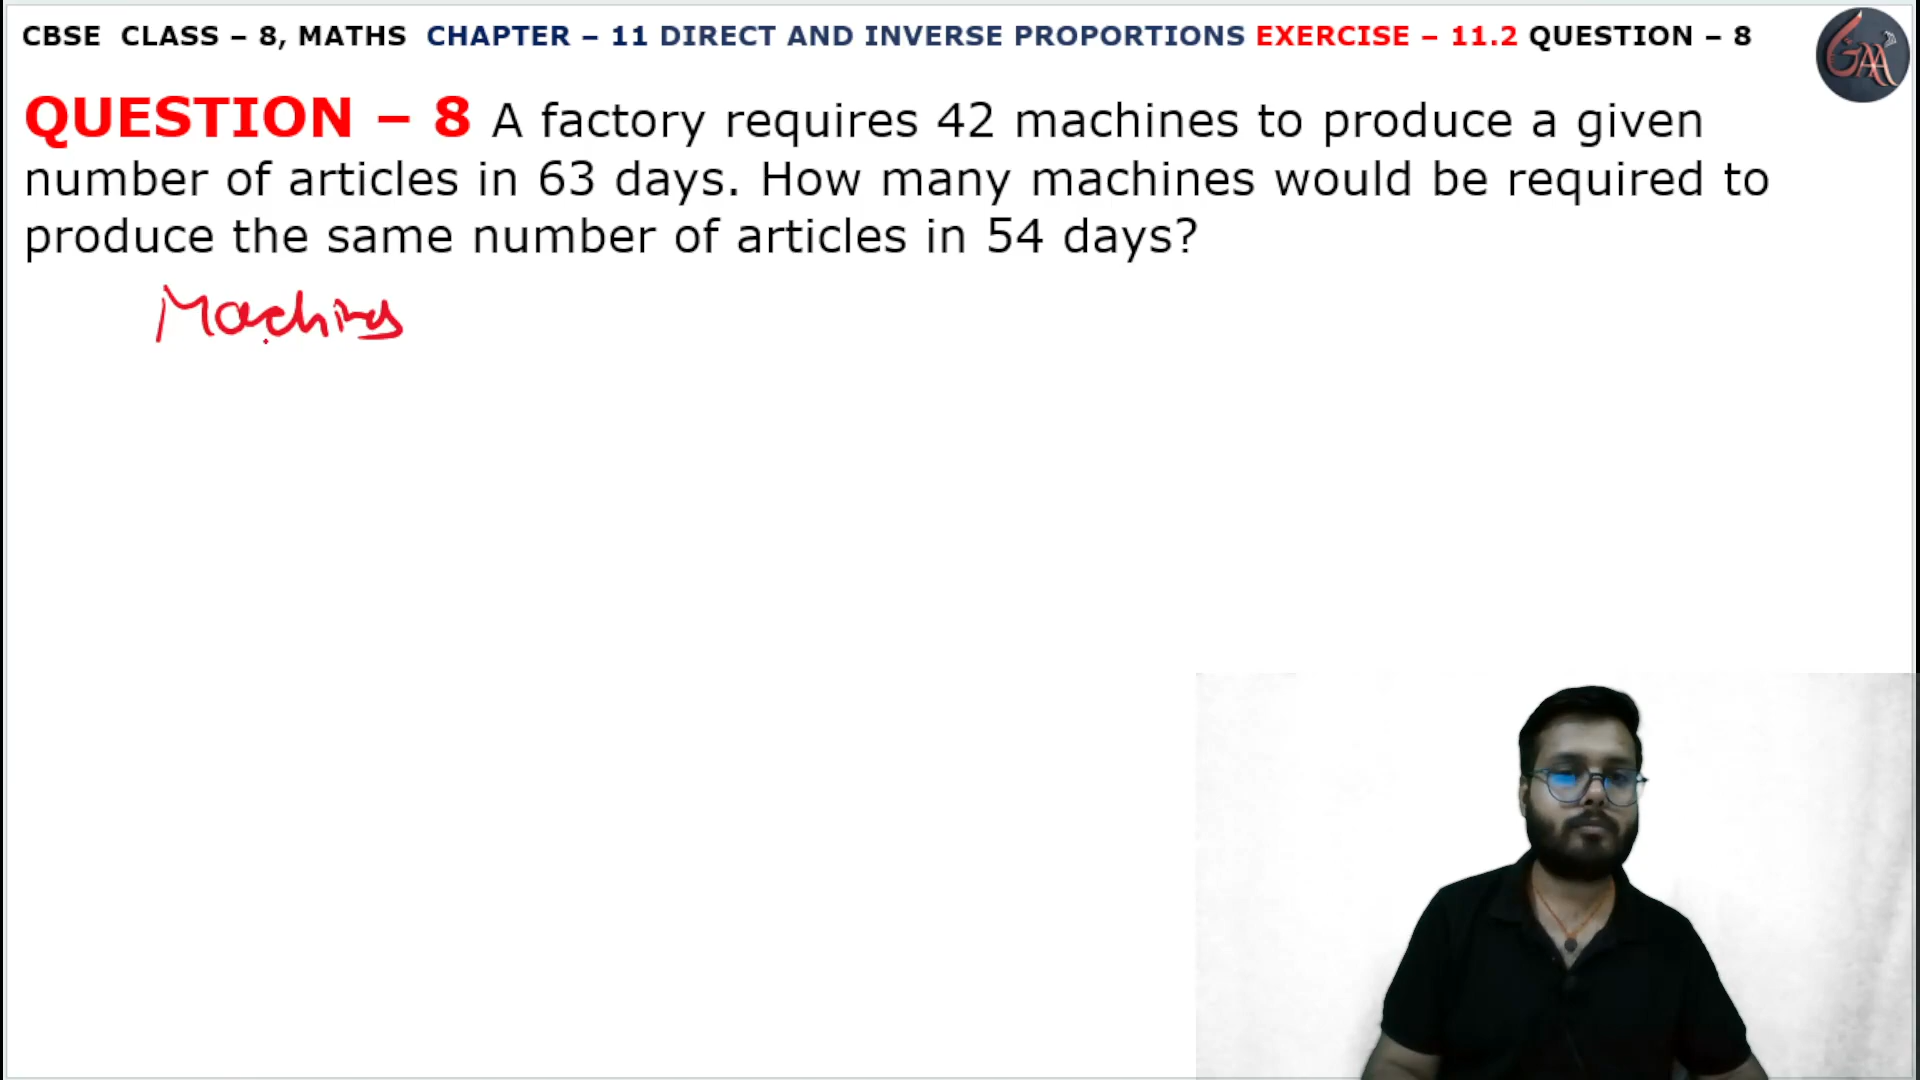 CBSE CLASS – 8, MATHS CHAPTER – 11 DIRECT AND INVERSE PROPORTIONS EXERCISE – 11.2 QUESTION – 8
QUESTION – 8 A factory requires 42 machines to produce a given
number of articles in 63 days. How many machines would be required to
produce the same number of articles in 54 days?
Machines